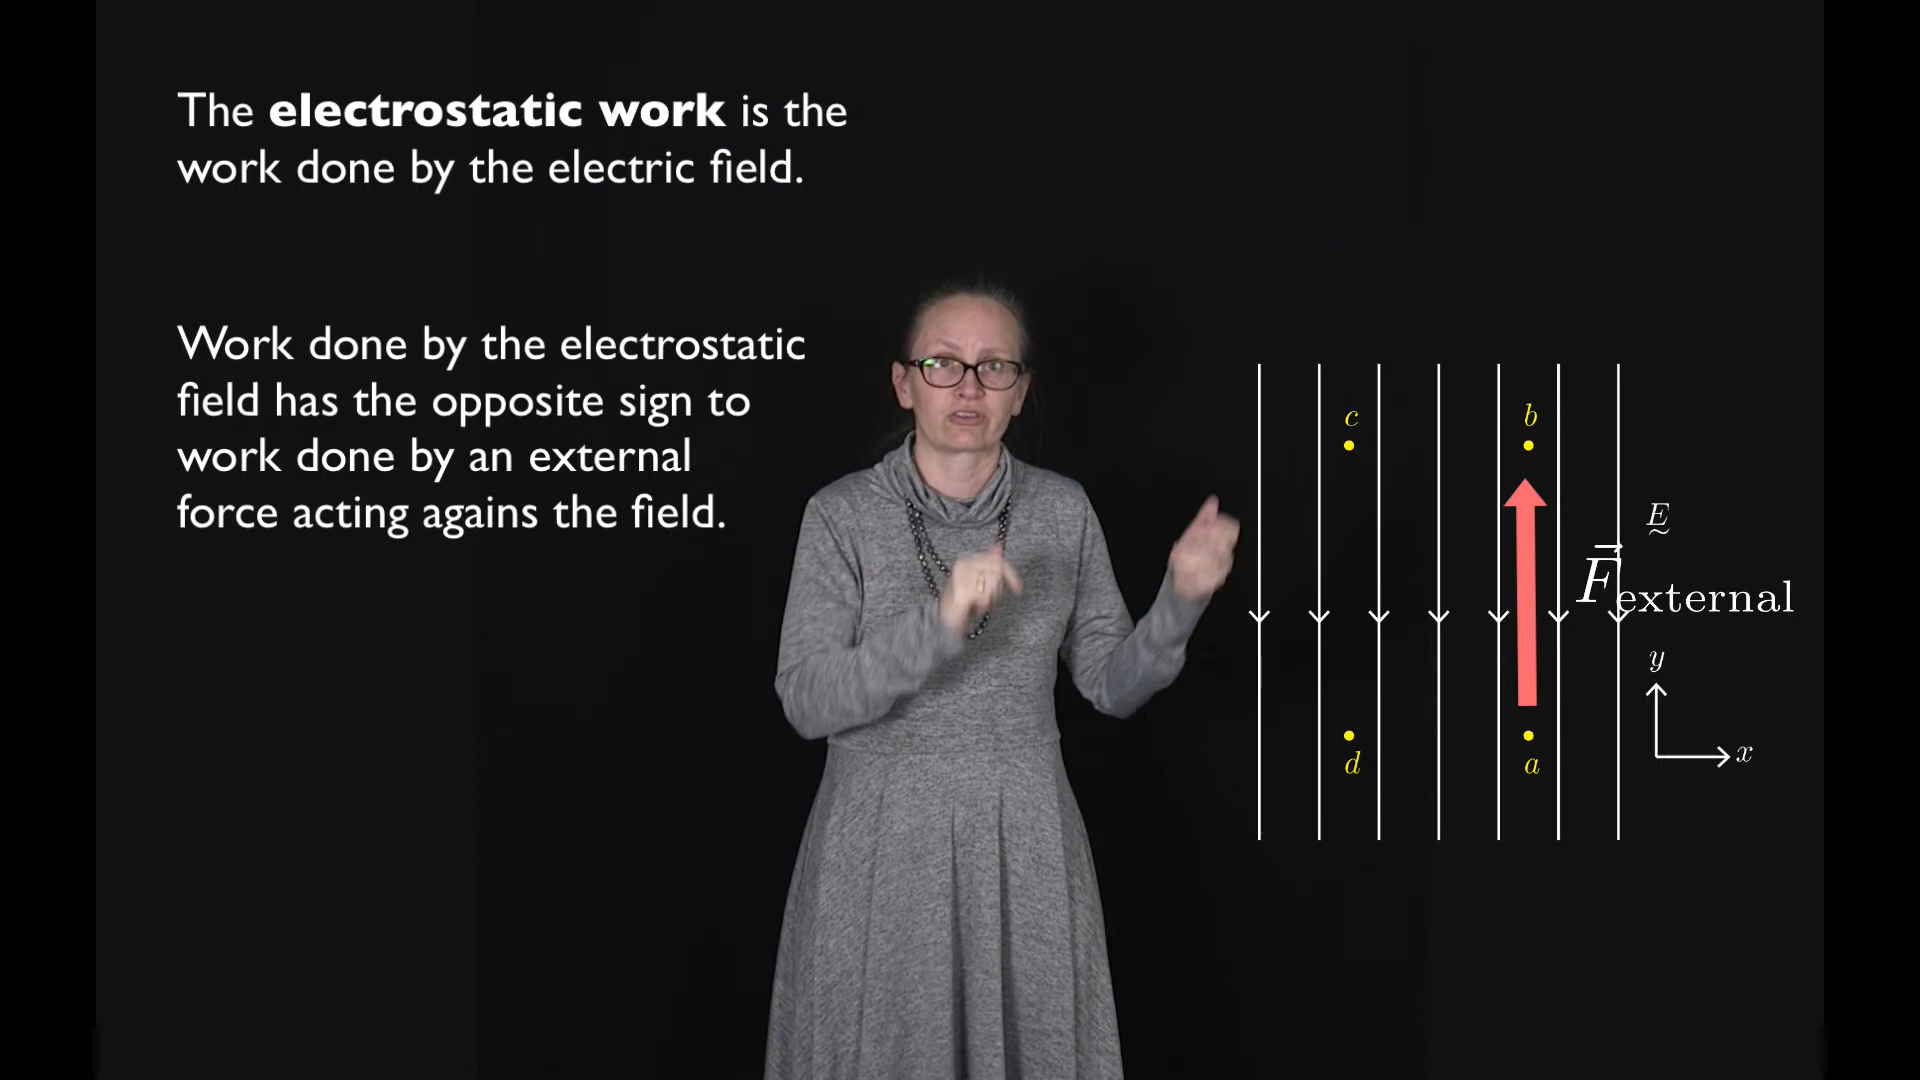 The electrostatic work is the
work done by the electric field.
Work done by the electrostatic
field has the opposite sign to
work done by an external
force acting agains the field.
c
b
E
F external
y
x
d
a